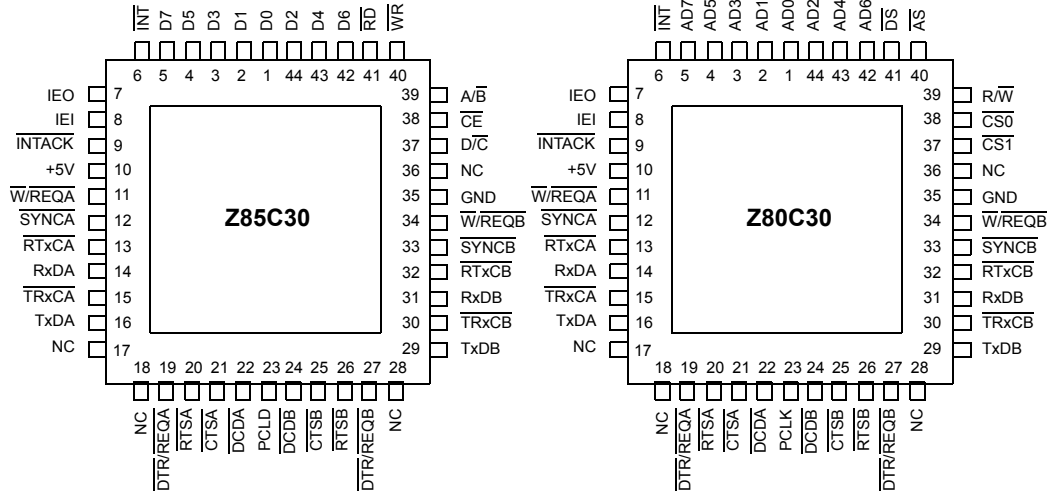 INT D7 D5 D3 D1 D0 D2 D4 D6 RD WR
6 5 4 3 2 1 44 43 42 41 40
IEO 7 39 A/B
IEI 8 38 CE
INTACK 9 37 D/C
+5V 10 36 NC
W/REQA 11 35 GND
SYNCA 12 34 W/REQB
RTxCA 13 33 SYNCB
RxDA 14 32 RTxCB
TRxCA 15 31 RxDB
TxDA 16 30 TRxCB
NC 17 29 TxDB
Z85C30
18 19 20 21 22 23 24 25 26 27 28
NC DTR/REQA RTSA CTSA DCDA PCLD DCDB CTSB RTSB DTR/REQB NC
INT AD7 AD5 AD3 AD1 AD0 AD2 AD4 AD6 DS AS
6 5 4 3 2 1 44 43 42 41 40
IEO 7 39 R/W
IEI 8 38 CS0
INTACK 9 37 CS1
+5V 10 36 NC
W/REQA 11 35 GND
SYNCA 12 34 W/REQB
RTxCA 13 33 SYNCB
RxDA 14 32 RTxCB
TRxCA 15 31 RxDB
TxDA 16 30 TRxCB
NC 17 29 TxDB
Z80C30
18 19 20 21 22 23 24 25 26 27 28
NC DTR/REQA RTSA CTSA DCDA PCLK DCDB CTSB RTSB DTR/REQB NC